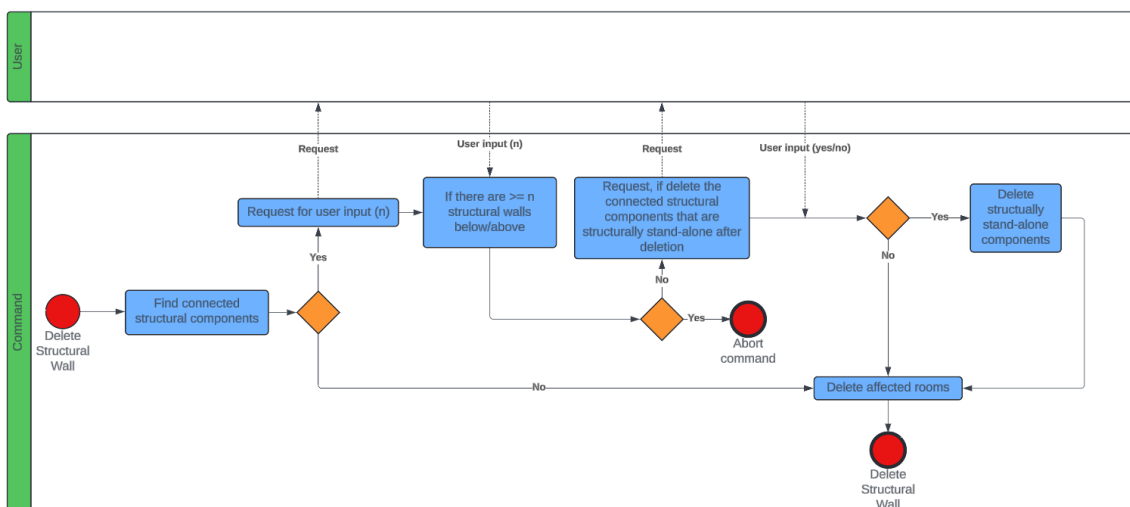 User
Request
User input (n)
Request
User input (yes/no)
Command
Request for user input (n)
If there are >= n
structural walls
below/above
Request, if delete the
connected structural
components that are
structurally stand-alone after
deletion
Yes
Delete
structually
stand-alone
components
Yes
No
No
Find connected
structural components
Delete
Structural
Wall
Yes
Abort
command
No
Delete affected rooms
Delete
Structural
Wall